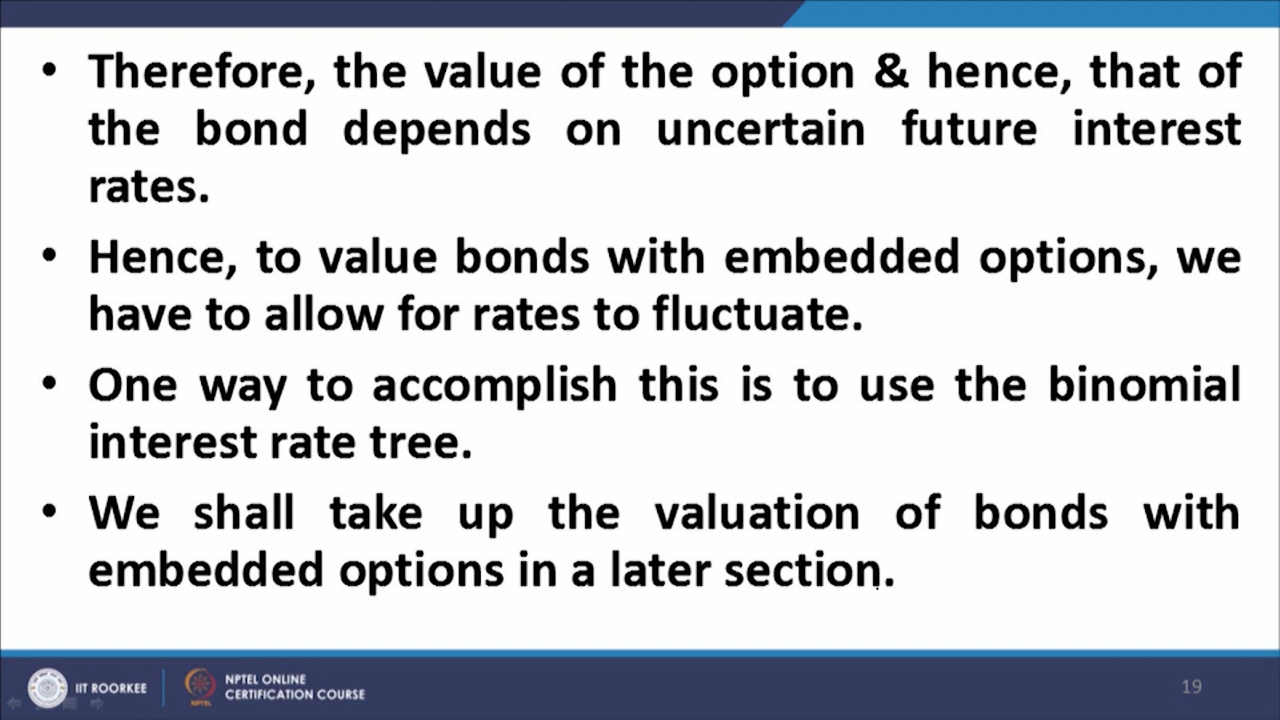 • Therefore, the value of the option & hence, that of
the bond depends on uncertain future interest
rates.
• Hence, to value bonds with embedded options, we
have to allow for rates to fluctuate.
• One way to accomplish this is to use the binomial
interest rate tree.
• We shall take up the valuation of bonds with
embedded options in a later section.
IIT ROORKEE
NPTEL
NPTEL ONLINE
CERTIFICATION COURSE
19